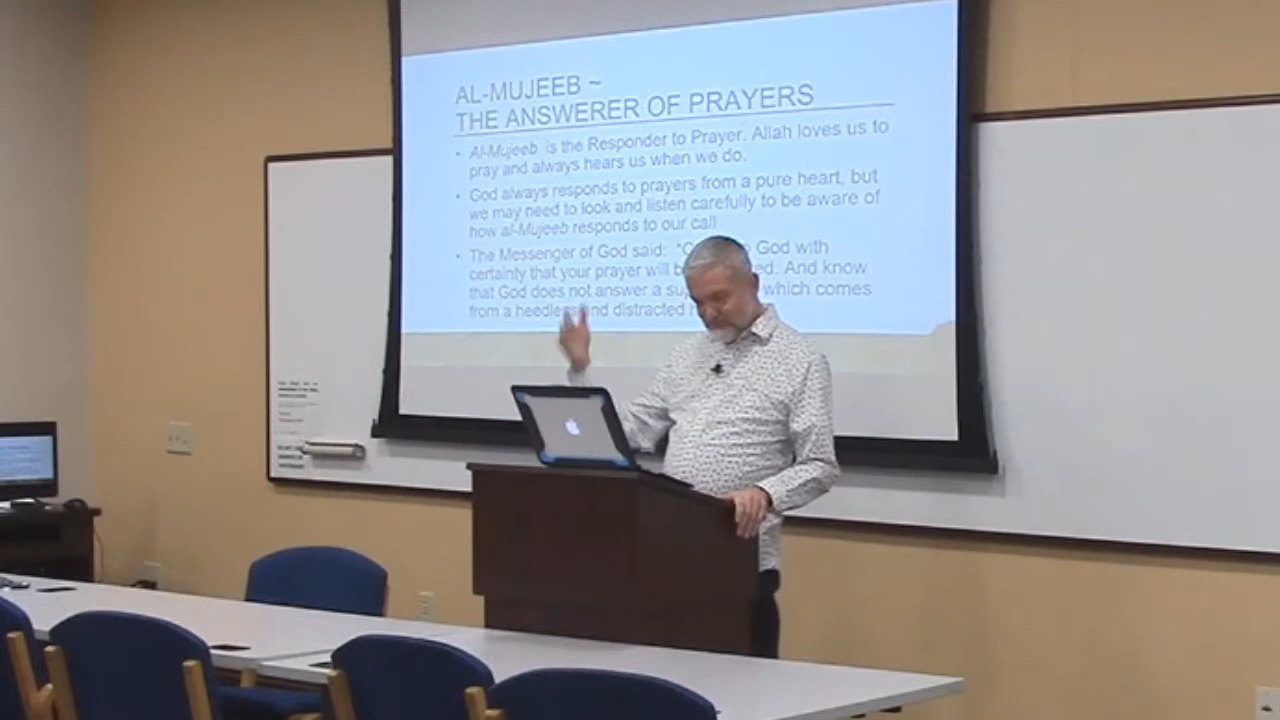 AL-MUJEEB ~
THE ANSWERER OF PRAYERS
• Al-Mujeeb is the Responder to Prayer. Allah loves us to
pray and always hears us when we do.
• God always responds to prayers from a pure heart, but
we may need to look and listen carefully to be aware of
how al-Mujeeb responds to our call
• The Messenger of God said: God with
certainty that your prayer will And know
that God does not answer a which comes
from a heedless and distracted